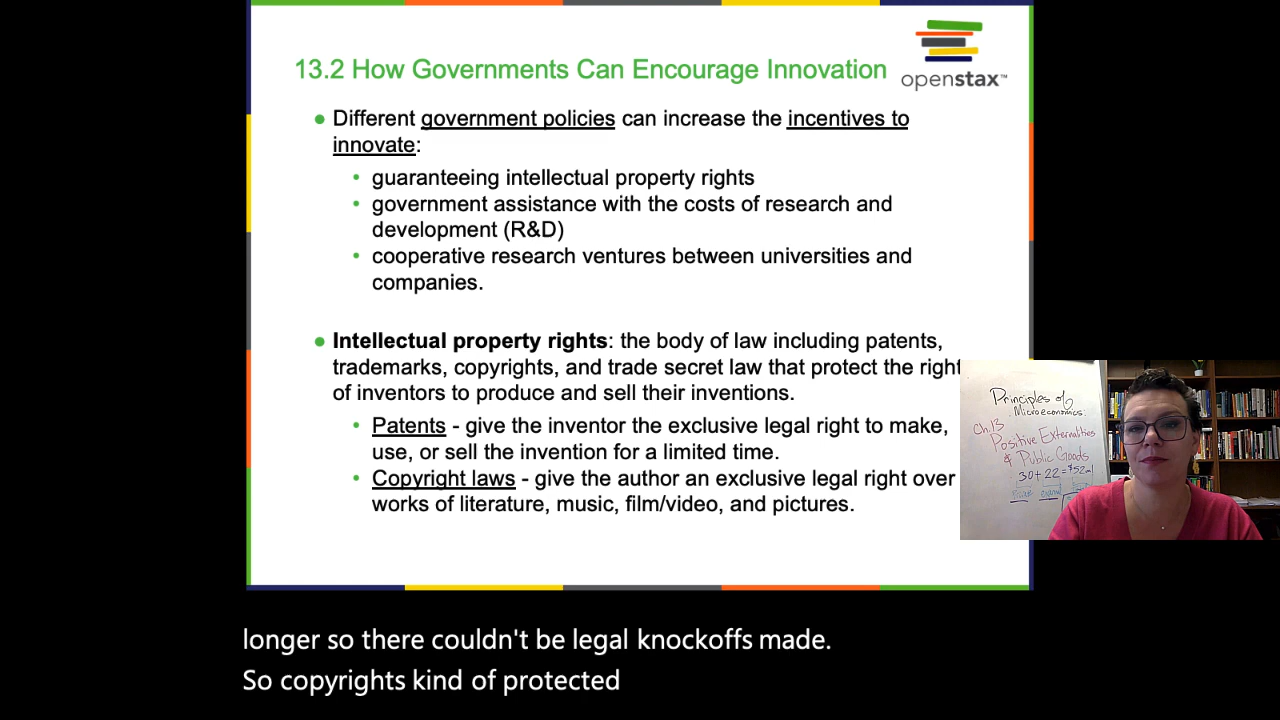 13.2 How Governments Can Encourage Innovation
openstax™
● Different government policies can increase the incentives to
innovate:
• guaranteeing intellectual property rights
• government assistance with the costs of research and
development (R&D)
• cooperative research ventures between universities and
companies.
● Intellectual property rights: the body of law including patents,
trademarks, copyrights, and trade secret law that protect the right
of inventors to produce and sell their inventions.
• Patents - give the inventor the exclusive legal right to make,
use, or sell the invention for a limited time.
• Copyright laws - give the author an exclusive legal right over
works of literature, music, film/video, and pictures.
Principles of
Microeconomics:
Ch.13
Positive Externalities
& Public Goods
30+22=$52
longer so there couldn't be legal knockoffs made.
So copyrights kind of protected